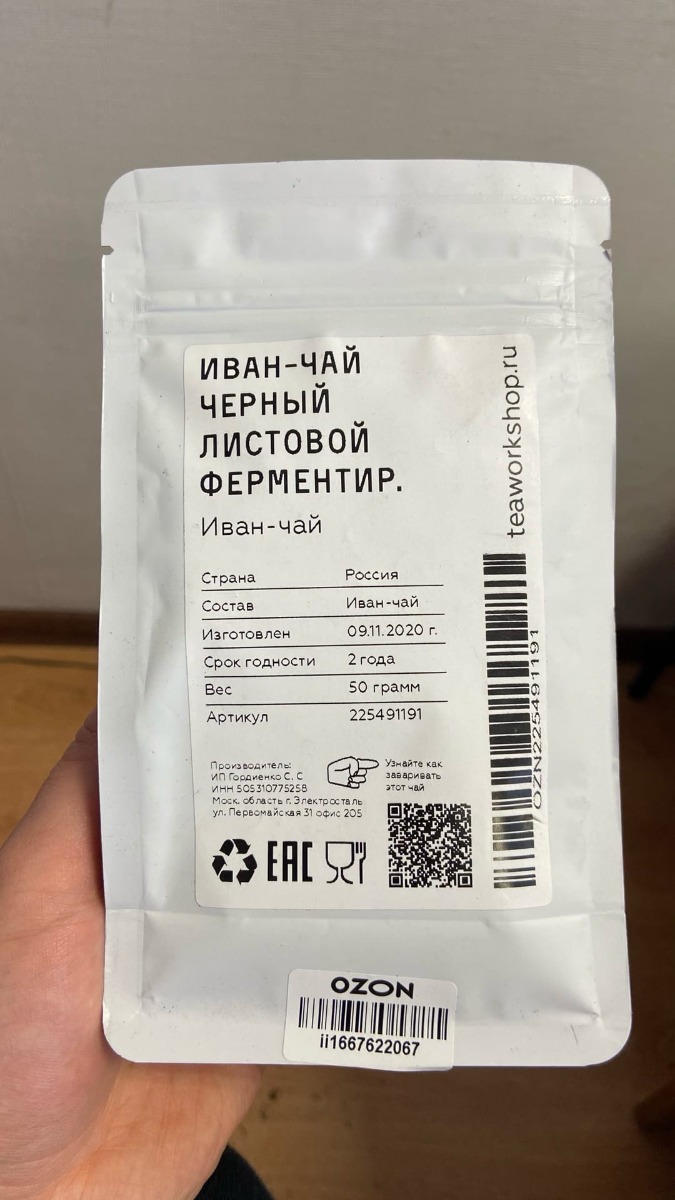 ИВАН-ЧАЙ
ЧЕРНЫЙ
ЛИСТОВОЙ
ФЕРМЕНТИР.
Иван-чай
teaworkshop.ru
Страна Россия
Состав Иван-чай
Изготовлен 09.11.2020 г.
Срок годности 2 года
Вес 50 грамм
Артикул 225491191
OZN225491191
Производитель:
ИП Гордиенко С. С
ИНН 505310775258
Моск. область г. Электросталь
ул. Первомайская 31 офис 205
Узнайте как
заваривать
этот чай
EAC
OZON
ii1667622067